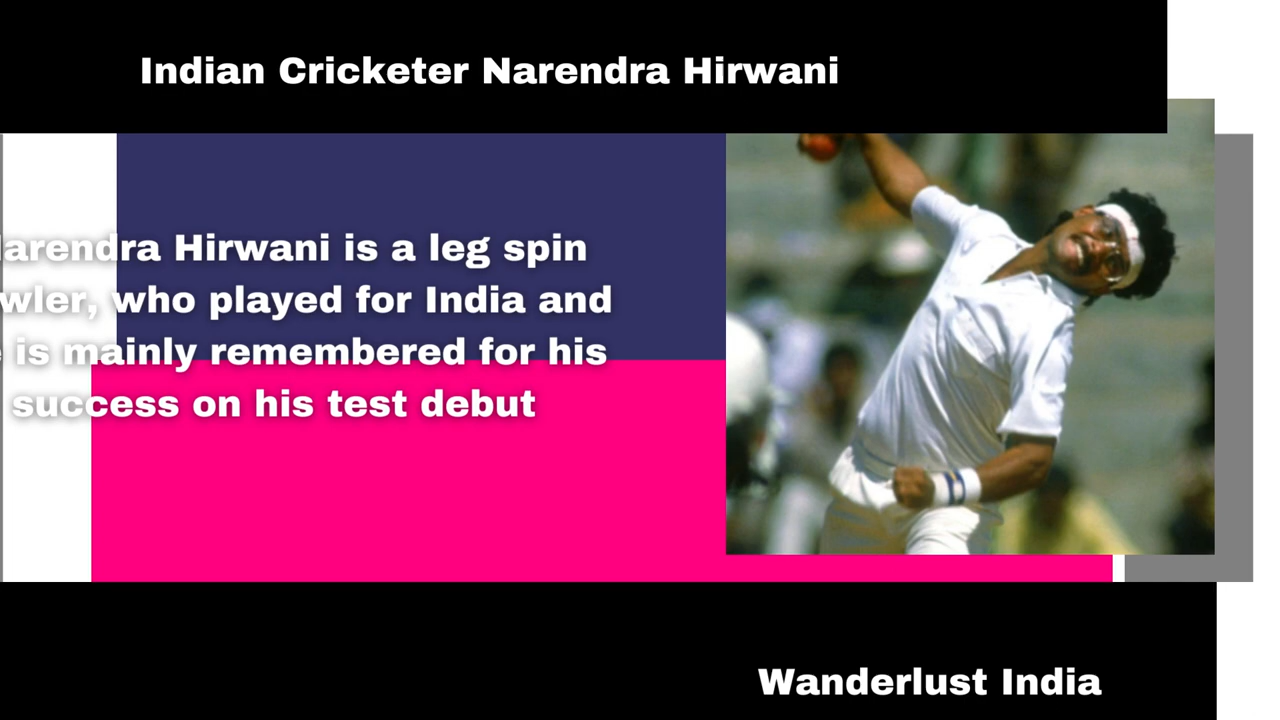 Indian Cricketer Narendra Hirwani
arendra Hirwani is a leg spin
wler, who played for India and
is mainly remembered for his
success on his test debut
Wanderlust India